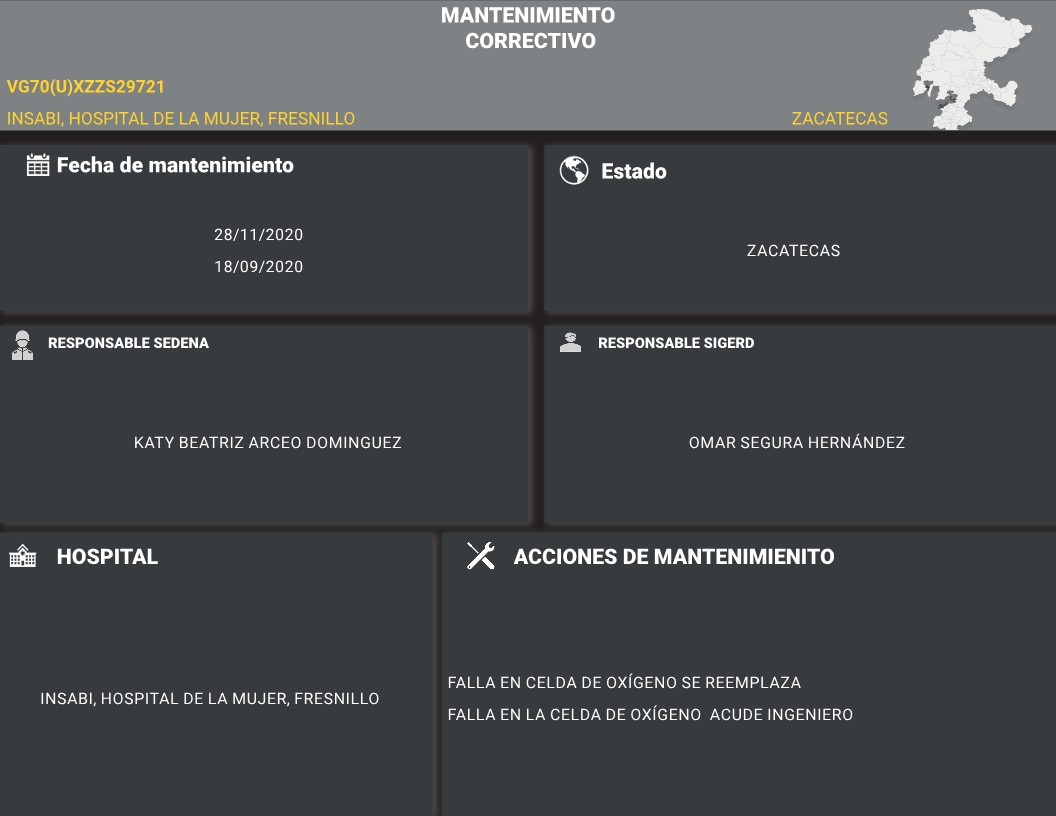 MANTENIMIENTO
CORRECTIVO
VG70(U)XZZS29721
INSABI, HOSPITAL DE LA MUJER, FRESNILLO
ZACATECAS
Fecha de mantenimiento
28/11/2020
18/09/2020
Estado
ZACATECAS
RESPONSABLE SEDENA
KATY BEATRIZ ARCEO DOMINGUEZ
RESPONSABLE SIGERD
OMAR SEGURA HERNÁNDEZ
HOSPITAL
INSABI, HOSPITAL DE LA MUJER, FRESNILLO
ACCIONES DE MANTENIMIENITO
FALLA EN CELDA DE OXÍGENO SE REEMPLAZA
FALLA EN LA CELDA DE OXÍGENO  ACUDE INGENIERO